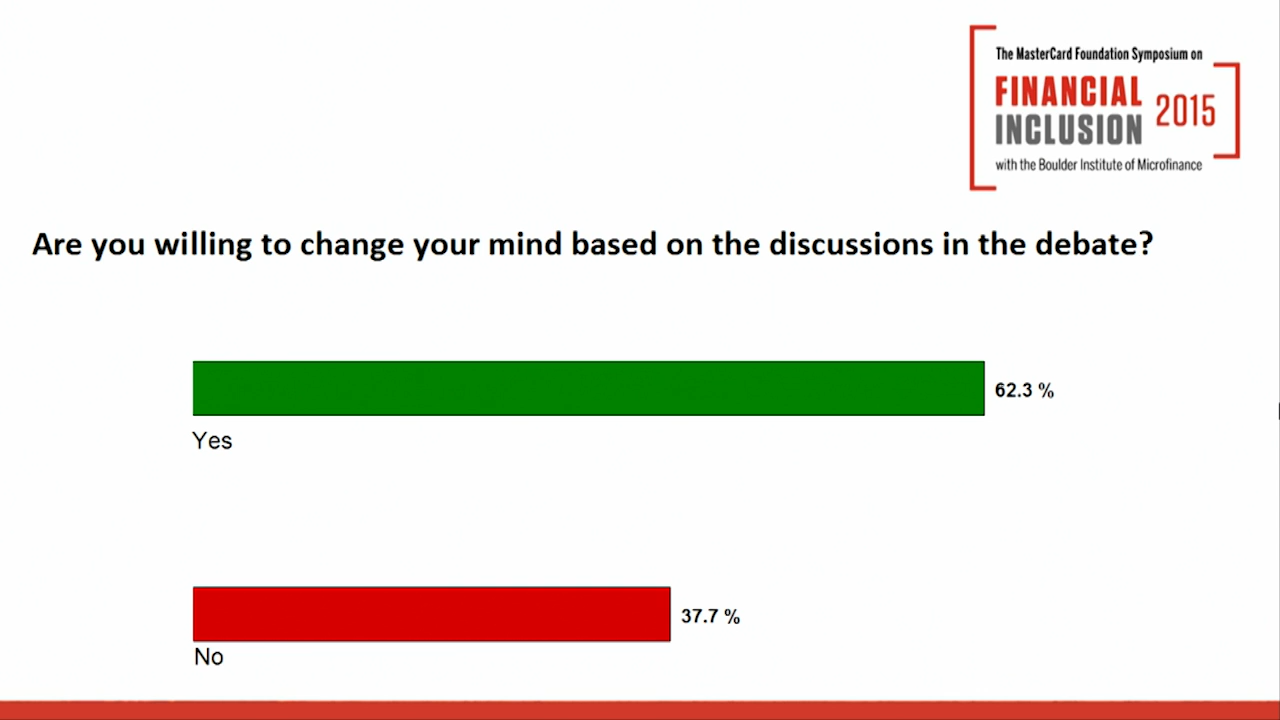 The MasterCard Foundation Symposium on
FINANCIAL
INCLUSION
2015
with the Boulder Institute of Microfinance
Are you willing to change your mind based on the discussions in the debate?
62.3 %
Yes
37.7 %
No